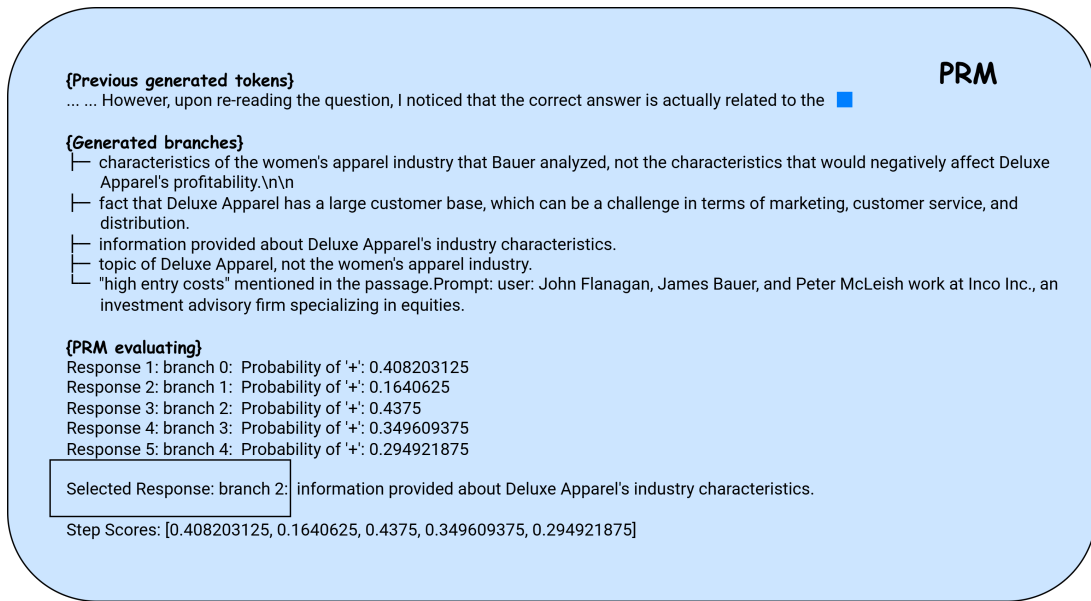 PRM
{Previous generated tokens}
... ... However, upon re-reading the question, I noticed that the correct answer is actually related to the
{Generated branches}
├─ characteristics of the women's apparel industry that Bauer analyzed, not the characteristics that would negatively affect Deluxe
Apparel's profitability.\n\n
├─ fact that Deluxe Apparel has a large customer base, which can be a challenge in terms of marketing, customer service, and
distribution.
├─ information provided about Deluxe Apparel's industry characteristics.
├─ topic of Deluxe Apparel, not the women's apparel industry.
└─ "high entry costs" mentioned in the passage.Prompt: user: John Flanagan, James Bauer, and Peter McLeish work at Inco Inc., an
investment advisory firm specializing in equities.
{PRM evaluating}
Response 1: branch 0: Probability of '+': 0.408203125
Response 2: branch 1: Probability of '+': 0.1640625
Response 3: branch 2: Probability of '+': 0.4375
Response 4: branch 3: Probability of '+': 0.349609375
Response 5: branch 4: Probability of '+': 0.294921875
Selected Response: branch 2: information provided about Deluxe Apparel's industry characteristics.
Step Scores: [0.408203125, 0.1640625, 0.4375, 0.349609375, 0.294921875]